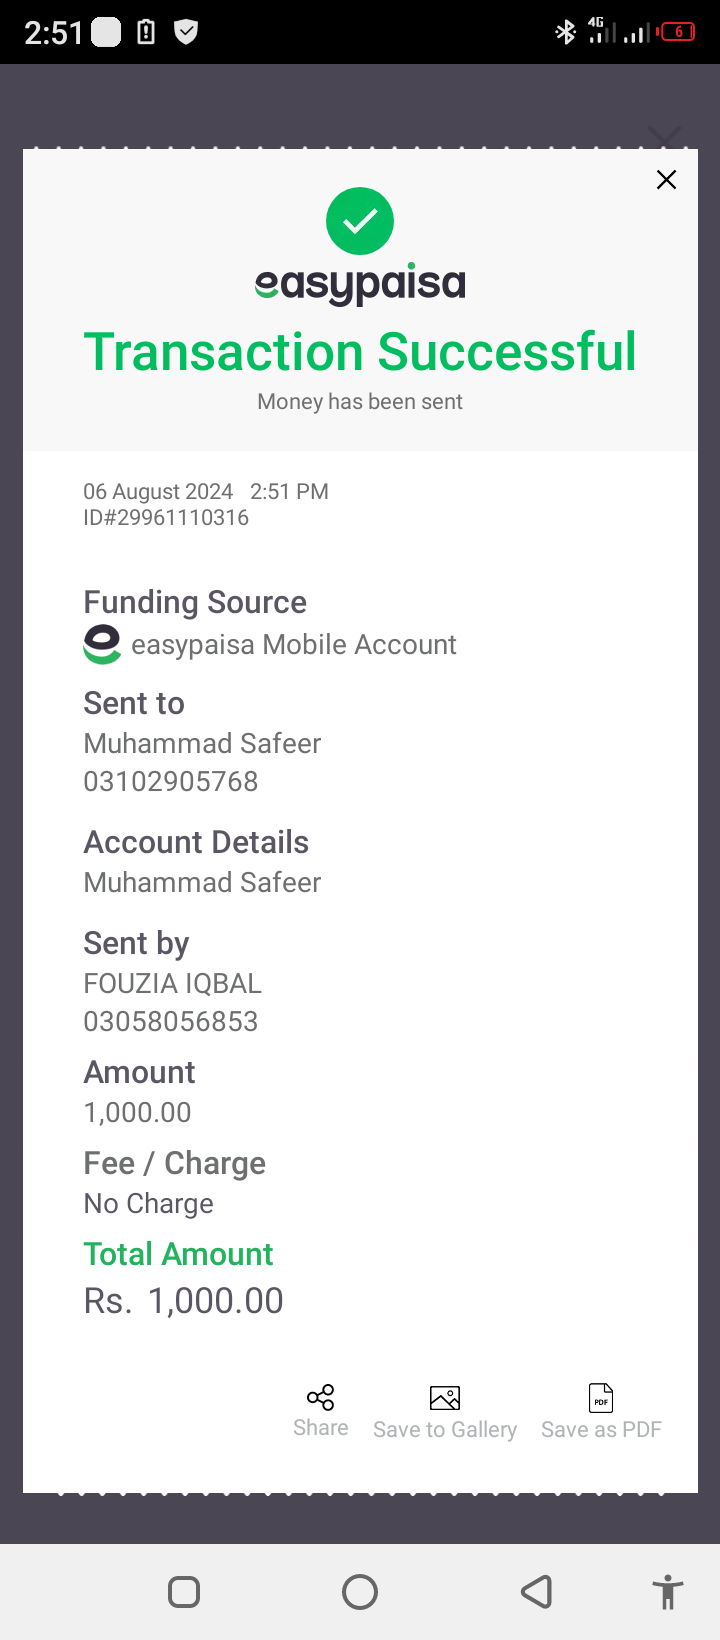 2:51
4G
6
easypaisa
Transaction Successful
Money has been sent
06 August 2024 2:51 PM
ID#29961110316
Funding Source
easypaisa Mobile Account
Sent to
Muhammad Safeer
03102905768
Account Details
Muhammad Safeer
Sent by
FOUZIA IQBAL
03058056853
Amount
1,000.00
Fee / Charge
No Charge
Total Amount
Rs. 1,000.00
PDF
Share Save to Gallery Save as PDF